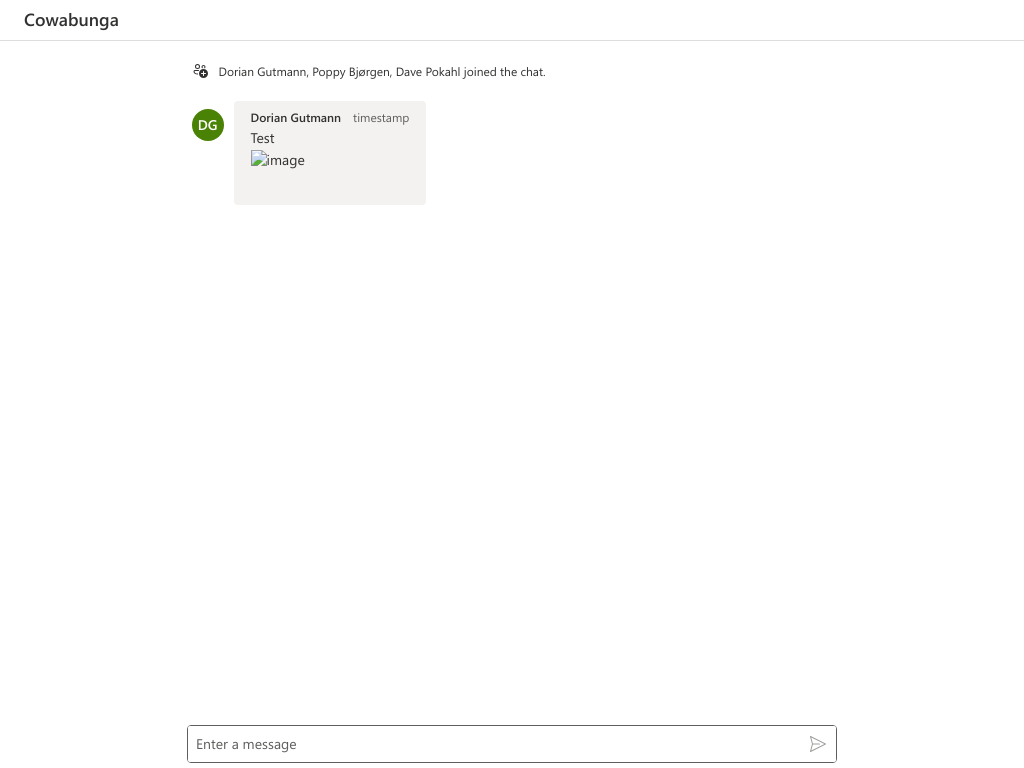 Cowabunga
Dorian Gutmann, Poppy Bjørgen, Dave Pokahl joined the chat.
DG
Dorian Gutmann timestamp
Test
image
Enter a message